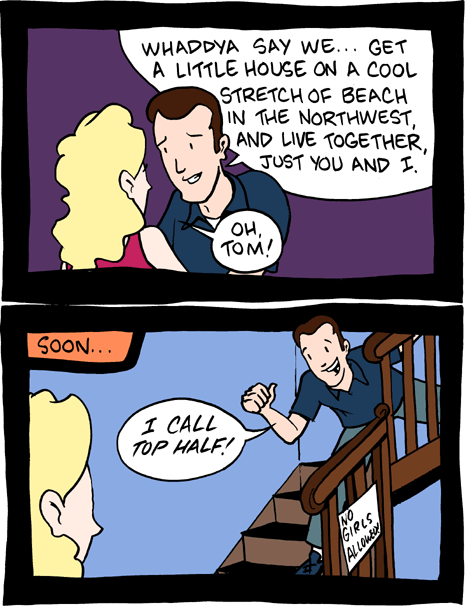 WHADDYA SAY WE... GET
A LITTLE HOUSE ON A COOL
STRETCH OF BEACH
IN THE NORTHWEST,
AND LIVE TOGETHER,
JUST YOU AND I.
OH,
TOM!
SOON...
I CALL
TOP HALF!
NO
GIRLS
ALLOWED!